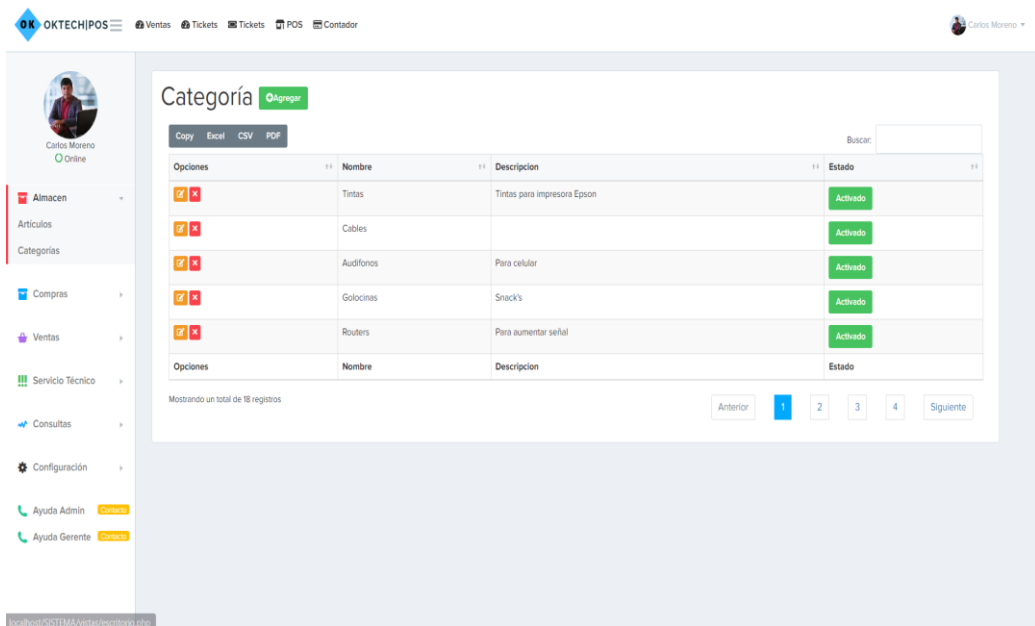 OK OKTECH|POS Ventas Tickets Tickets POS Contador Carlos Moreno
Carlos Moreno
Online
Almacen
Artículos
Categorías
Compras
Ventas
Servicio Técnico
Consultas
Configuración
Ayuda Admin Contacto
Ayuda Gerente Contacto
Categoría Agregar
Copy Excel CSV PDF
Buscar:
Opciones Nombre Descripcion Estado
Tintas Tintas para impresora Epson Activado
Cables Activado
Audifonos Para celular Activado
Golocinas Snack's Activado
Routers Para aumentar señal Activado
Opciones Nombre Descripcion Estado
Mostrando un total de 18 registros
Anterior 1 2 3 4 Siguiente
localhost/SISTEMA/vistas/escritorio.php